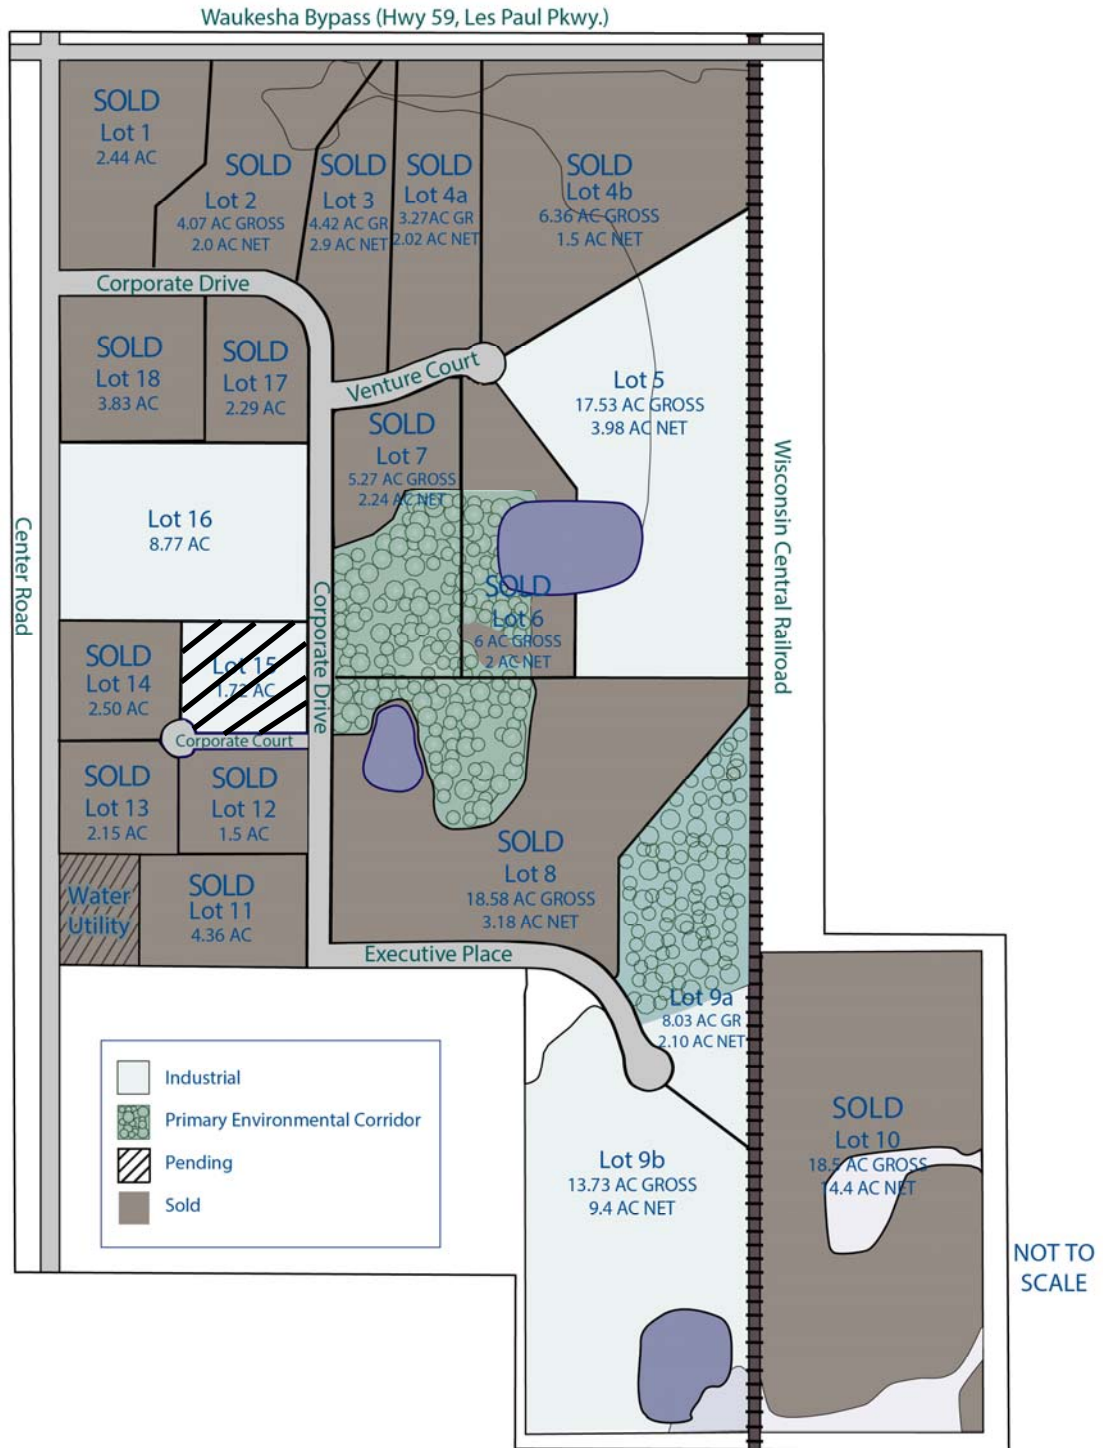 Waukesha Bypass (Hwy 59, Les Paul Pkwy.)
SOLD
Lot 1
2.44 AC
SOLD
Lot 2
4.07 AC GROSS
2.0 AC NET
SOLD
Lot 3
4.42 AC GR
2.9 AC NET
SOLD
Lot 4a
3.27AC GR
2.02 AC NET
SOLD
Lot 4b
6.36 AC GROSS
1.5 AC NET
Corporate Drive
SOLD
Lot 18
3.83 AC
SOLD
Lot 17
2.29 AC
Venture Court
Lot 5
17.53 AC GROSS
3.98 AC NET
SOLD
Lot 7
5.27 AC GROSS
2.24 AC NET
Wisconsin Central Railroad
Center Road
Lot 16
8.77 AC
Corporate Drive
SOLD
Lot 6
6 AC GROSS
2 AC NET
SOLD
Lot 14
2.50 AC
Lot 15
1.72 AC
Corporate Court
SOLD
Lot 13
2.15 AC
SOLD
Lot 12
1.5 AC
SOLD
Lot 8
18.58 AC GROSS
3.18 AC NET
Water
Utility
SOLD
Lot 11
4.36 AC
Executive Place
Lot 9a
8.03 AC GR
2.10 AC NET
Industrial
Primary Environmental Corridor
Pending
Sold
Lot 9b
13.73 AC GROSS
9.4 AC NET
SOLD
Lot 10
18.5 AC GROSS
14.4 AC NET
NOT TO
SCALE